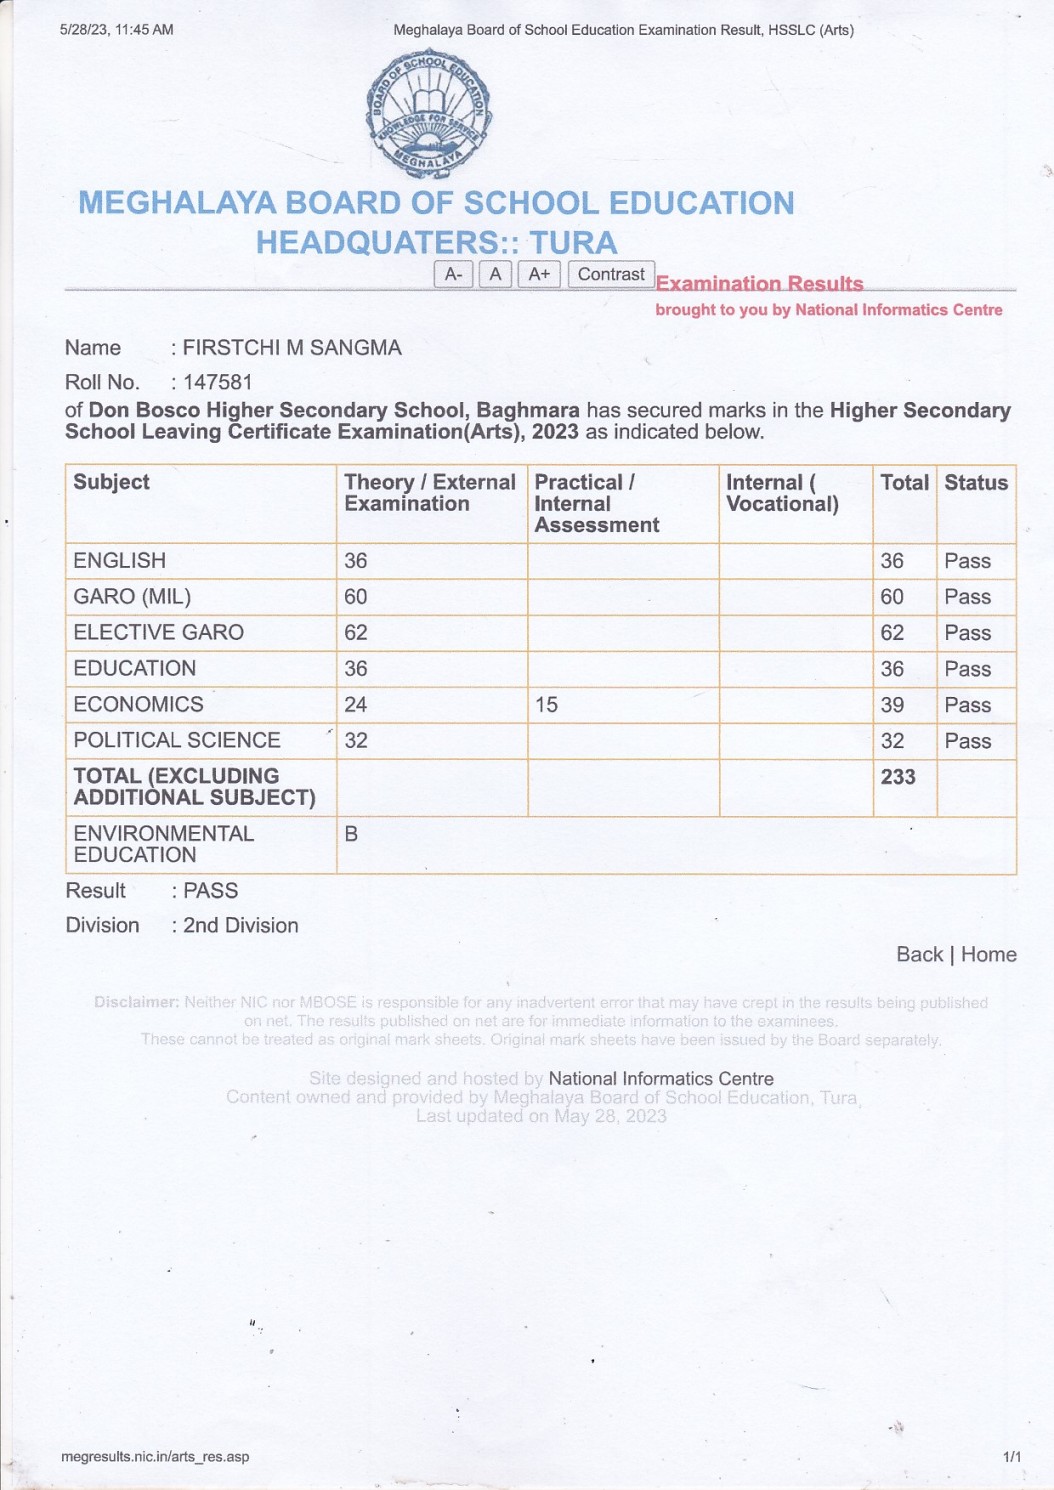 5/28/23, 11:45 AM Meghalaya Board of School Education Examination Result, HSSLC (Arts)
BOARD OF SCHOOL EDUCATION
KNOWLEDGE FOR SERVICE
MEGHALAYA
MEGHALAYA BOARD OF SCHOOL EDUCATION
HEADQUATERS:: TURA
A- A A+ Contrast Examination Results
brought to you by National Informatics Centre
Name : FIRSTCHI M SANGMA
Roll No. : 147581
of Don Bosco Higher Secondary School, Baghmara has secured marks in the Higher Secondary
School Leaving Certificate Examination(Arts), 2023 as indicated below.
Subject Theory / External Practical / Internal ( Total Status
Examination Internal Vocational)
Assessment
ENGLISH 36 36 Pass
GARO (MIL) 60 60 Pass
ELECTIVE GARO 62 62 Pass
EDUCATION 36 36 Pass
ECONOMICS 24 15 39 Pass
POLITICAL SCIENCE 32 32 Pass
TOTAL (EXCLUDING 233
ADDITIONAL SUBJECT)
ENVIRONMENTAL B
EDUCATION
Result : PASS
Division : 2nd Division
Back | Home
Disclaimer: Neither NIC nor MBOSE is responsible for any inadvertent error that may have crept in the results being published
on net. The results published on net are for immediate information to the examinees.
These cannot be treated as original mark sheets. Original mark sheets have been issued by the Board separately.
Site designed and hosted by National Informatics Centre
Content owned and provided by Meghalaya Board of School Education, Tura,
Last updated on May 28, 2023
megresults.nic.in/arts_res.asp 1/1